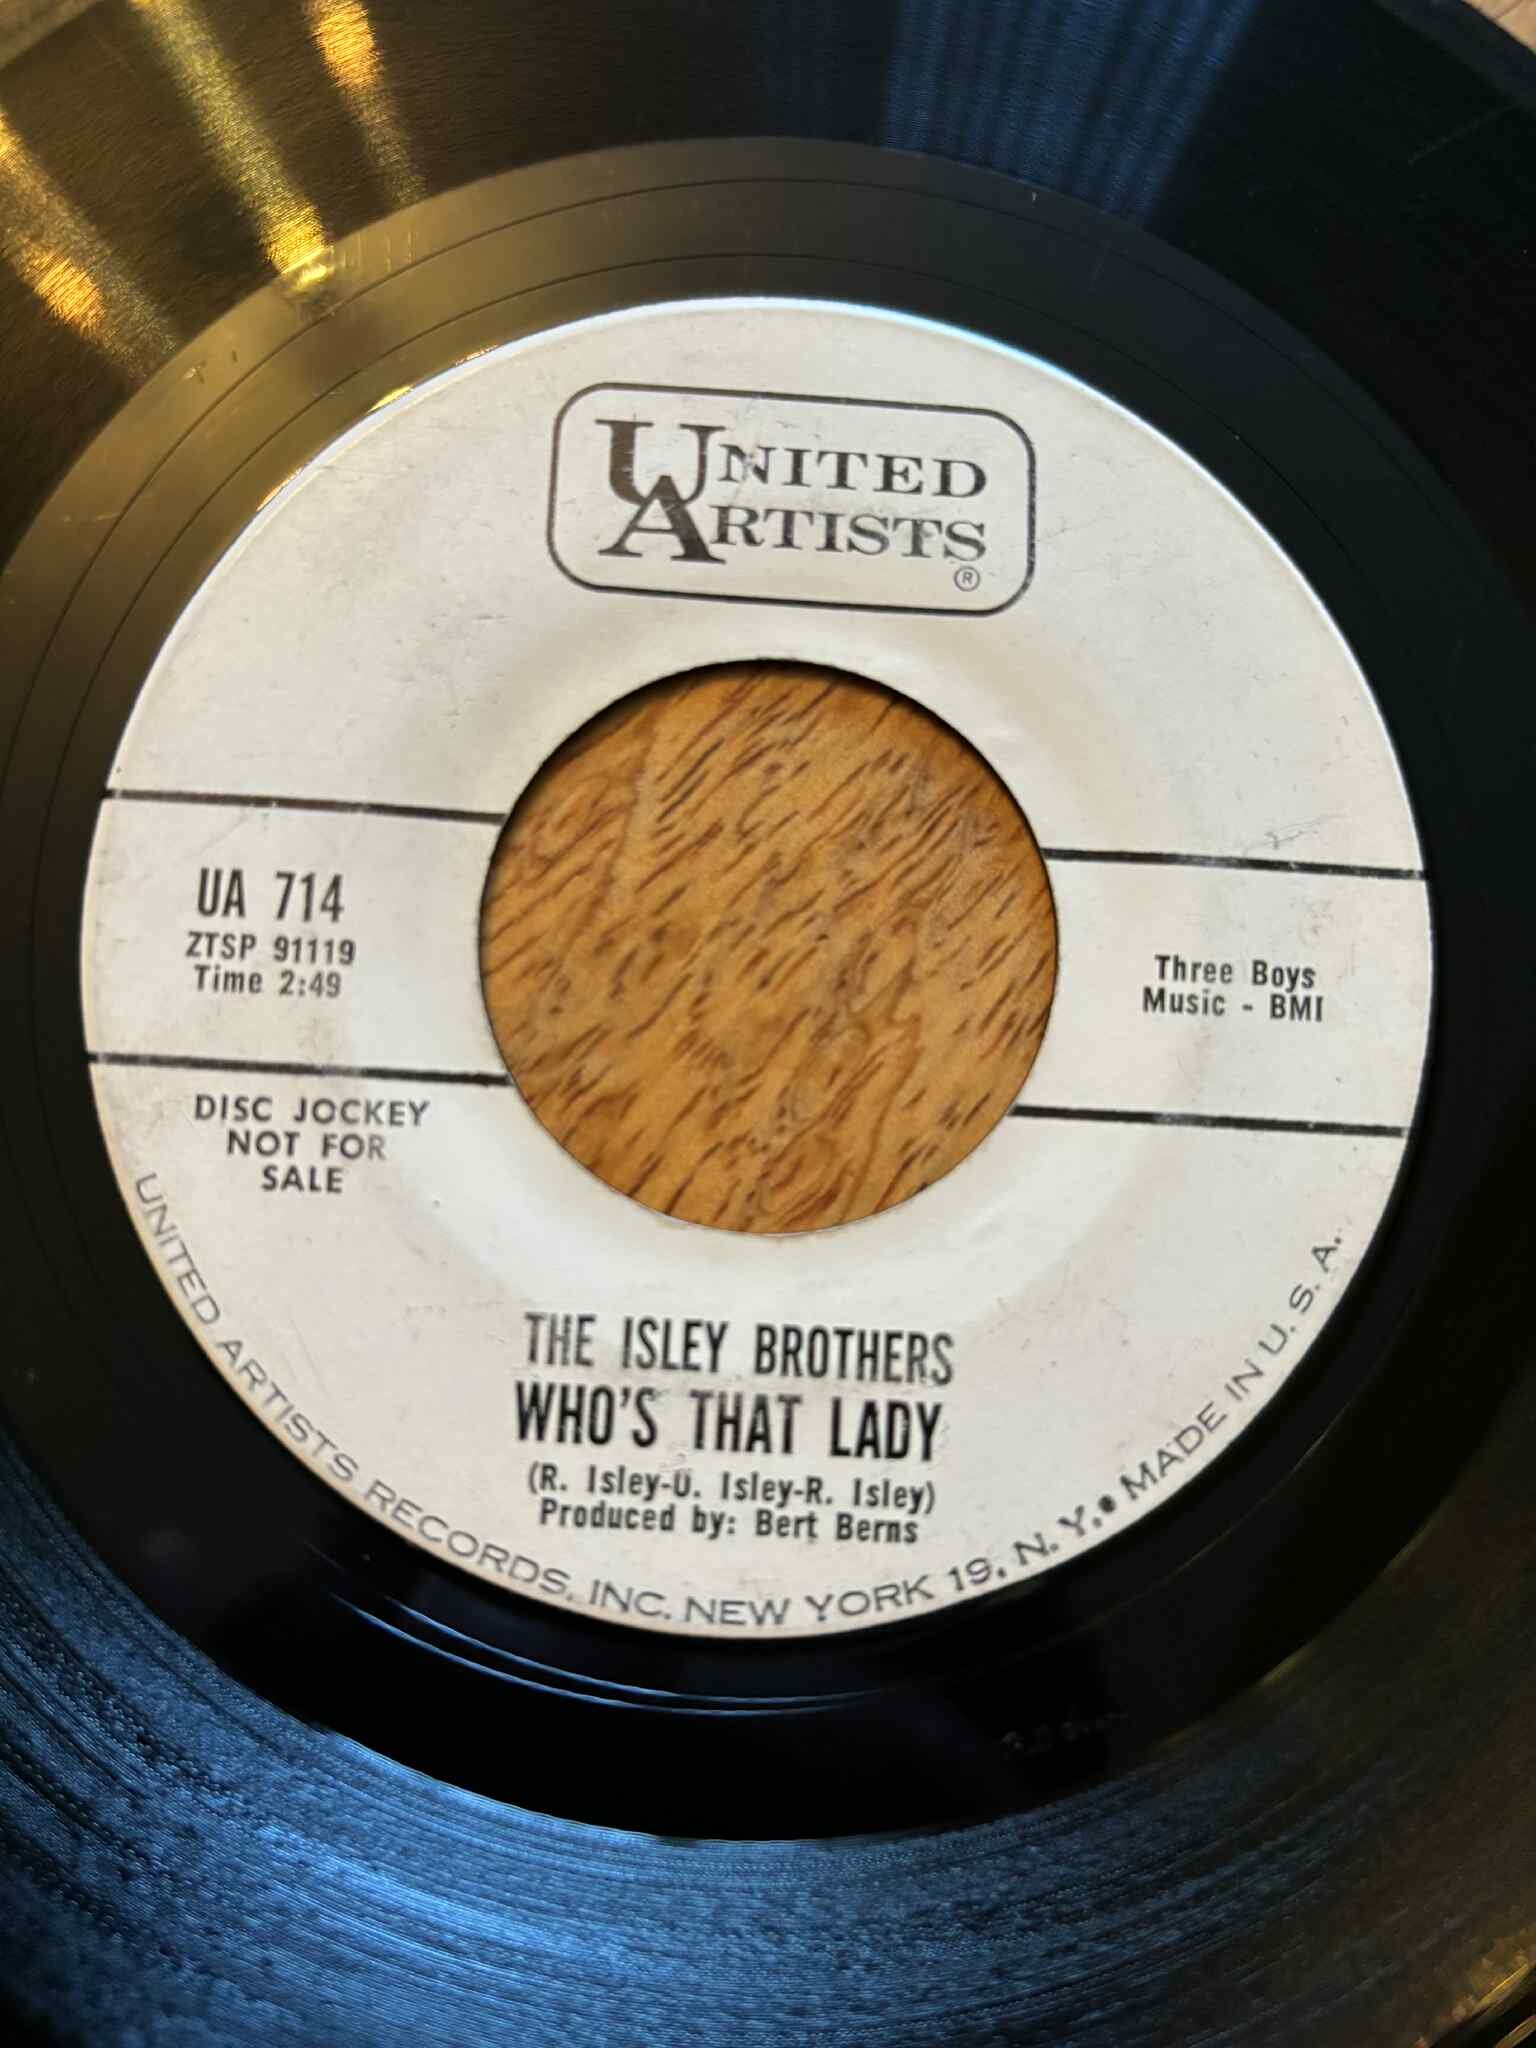 UNITED
ARTISTS
®
UA 714
ZTSP 91119
Time 2:49
Three Boys
Music - BMI
DISC JOCKEY
NOT FOR
SALE
THE ISLEY BROTHERS
WHO'S THAT LADY
(R. Isley-O. Isley-R. Isley)
Produced by: Bert Berns
UNITED ARTISTS RECORDS, INC. NEW YORK 19, N.Y. • MADE IN U.S.A.